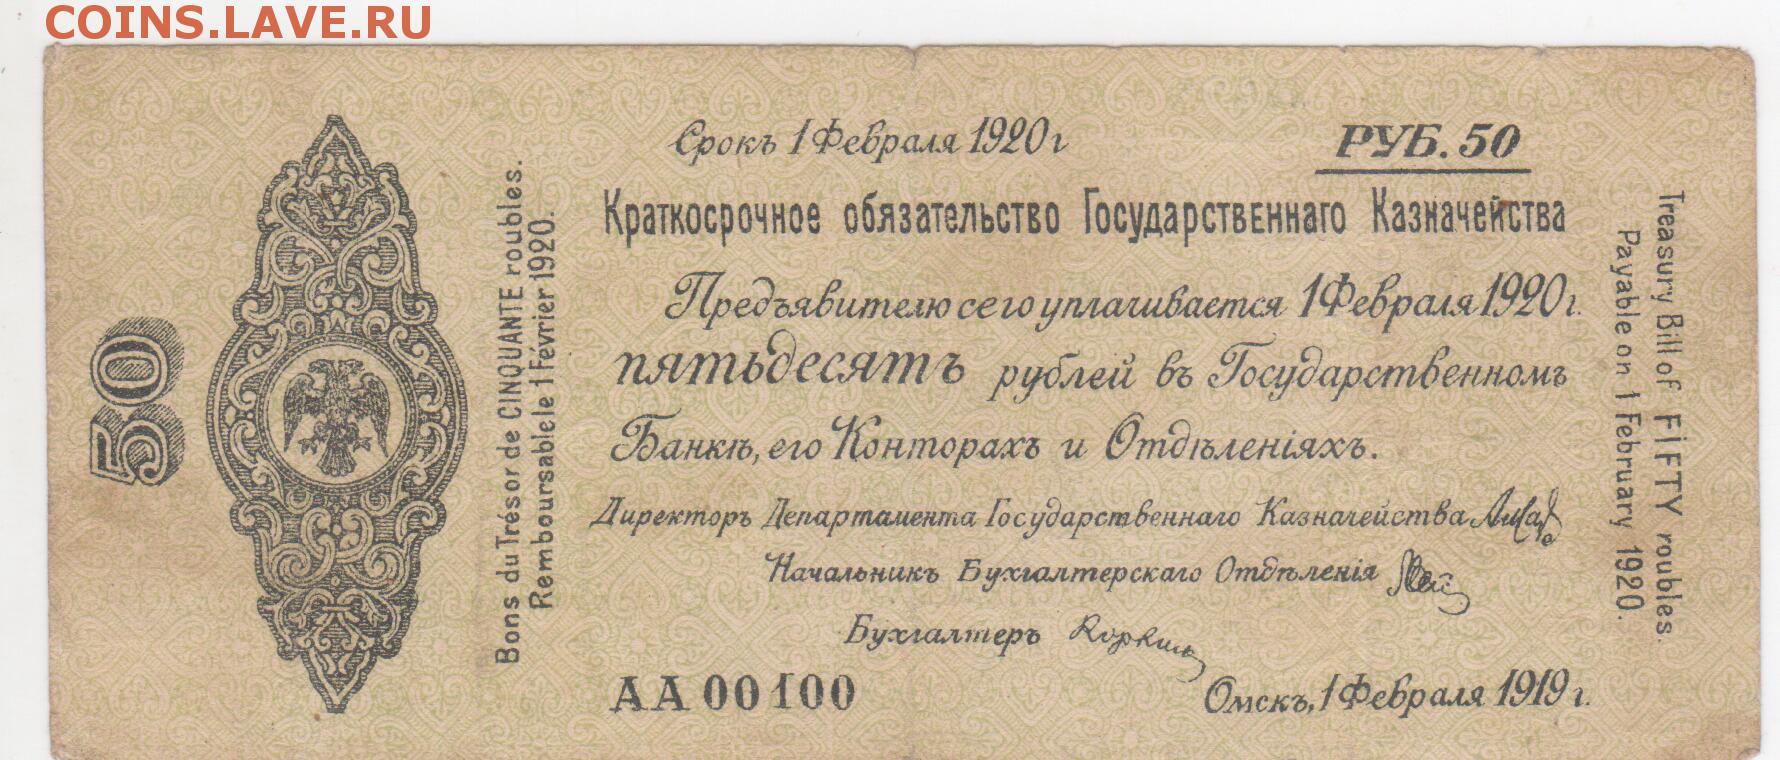 COINS.LAVE.RU
Срокъ 1 Февраля 1920 г
РУБ. 50
Краткосрочное обязательство Государственнаго Казначейства
Предъявителю сего уплачивается 1 Февраля 1920 г.
пятьдесятъ рублей въ Государственномъ
Банкѣ, его Конторахъ и Отдѣленіяхъ.
Директоръ Департамента Государственнаго Казначейства
Начальникъ Бухгалтерскаго Отдѣленія
Бухгалтеръ
АА 00100
Омскъ, 1 Февраля 1919 г.
50
Bons du Trésor de CINQUANTE roubles.
Remboursable 1 Février 1920.
Treasury Bill of FIFTY roubles.
Payable on 1 February 1920.